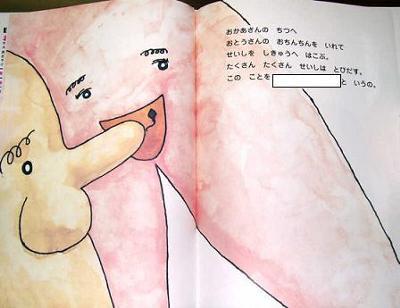 おかあさんの ちつへ
おとうさんの おちんちんを いれて
せいしを しきゅうへ はこぶ。
たくさん たくさん せいしは とびだす。
この ことを と いうの。